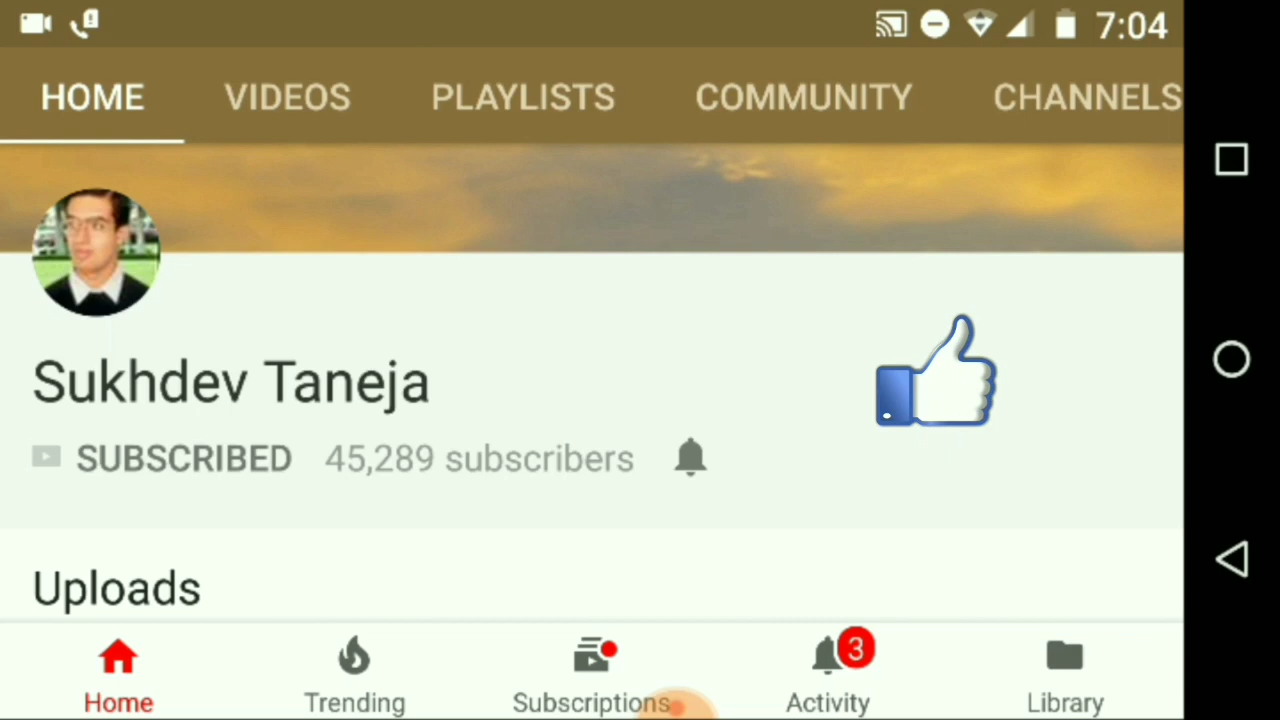 7:04
HOME VIDEOS PLAYLISTS COMMUNITY CHANNELS
Sukhdev Taneja
SUBSCRIBED 45,289 subscribers
Uploads
3
Home Trending Subscriptions Activity Library